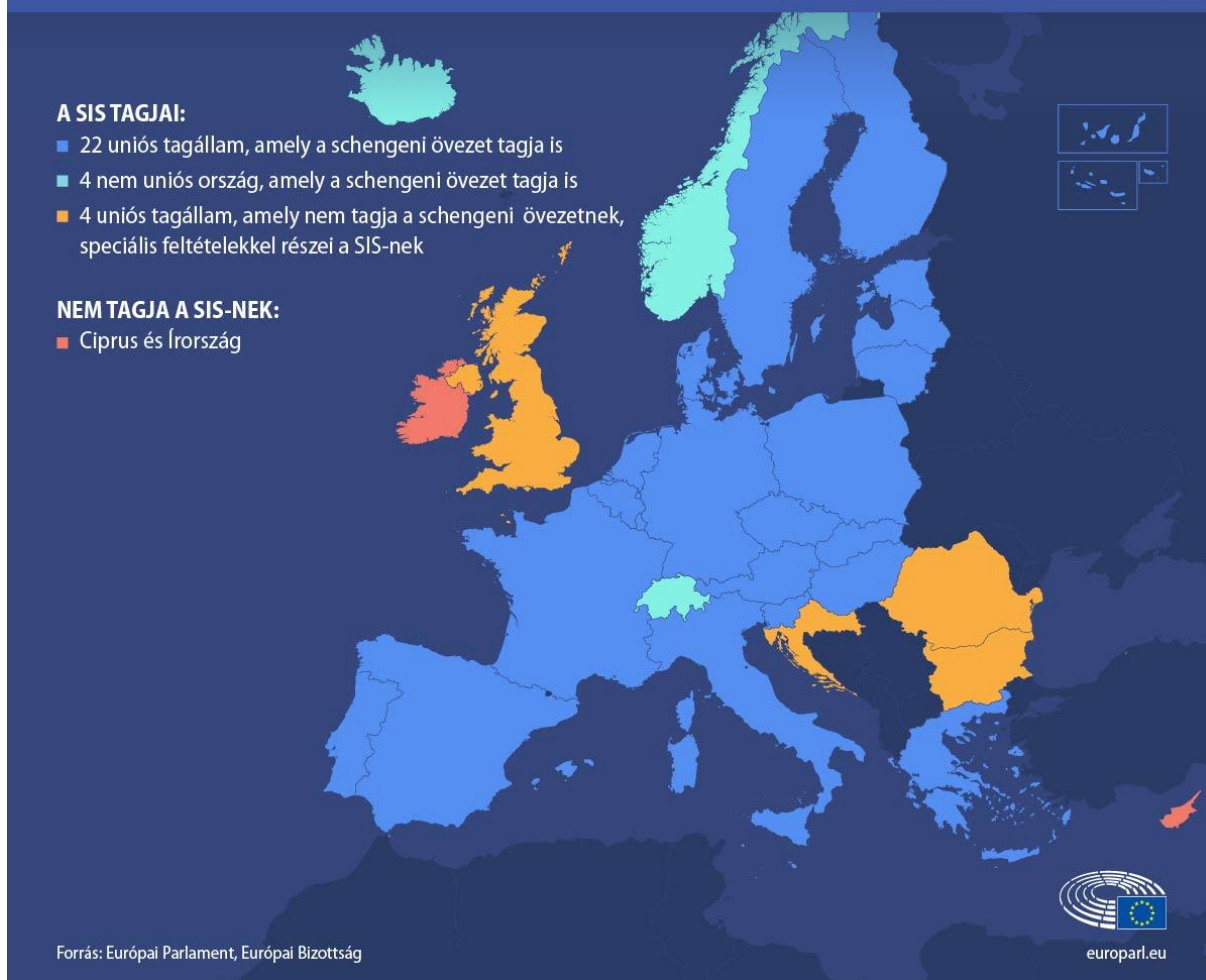 A SIS TAGJAI:
22 uniós tagállam, amely a schengeni övezet tagja is
4 nem uniós ország, amely a schengeni övezet tagja is
4 uniós tagállam, amely nem tagja a schengeni övezetnek,
speciális feltételekkel részei a SIS-nek
NEM TAGJA A SIS-NEK:
Ciprus és Írország
Forrás: Európai Parlament, Európai Bizottság
europarl.eu